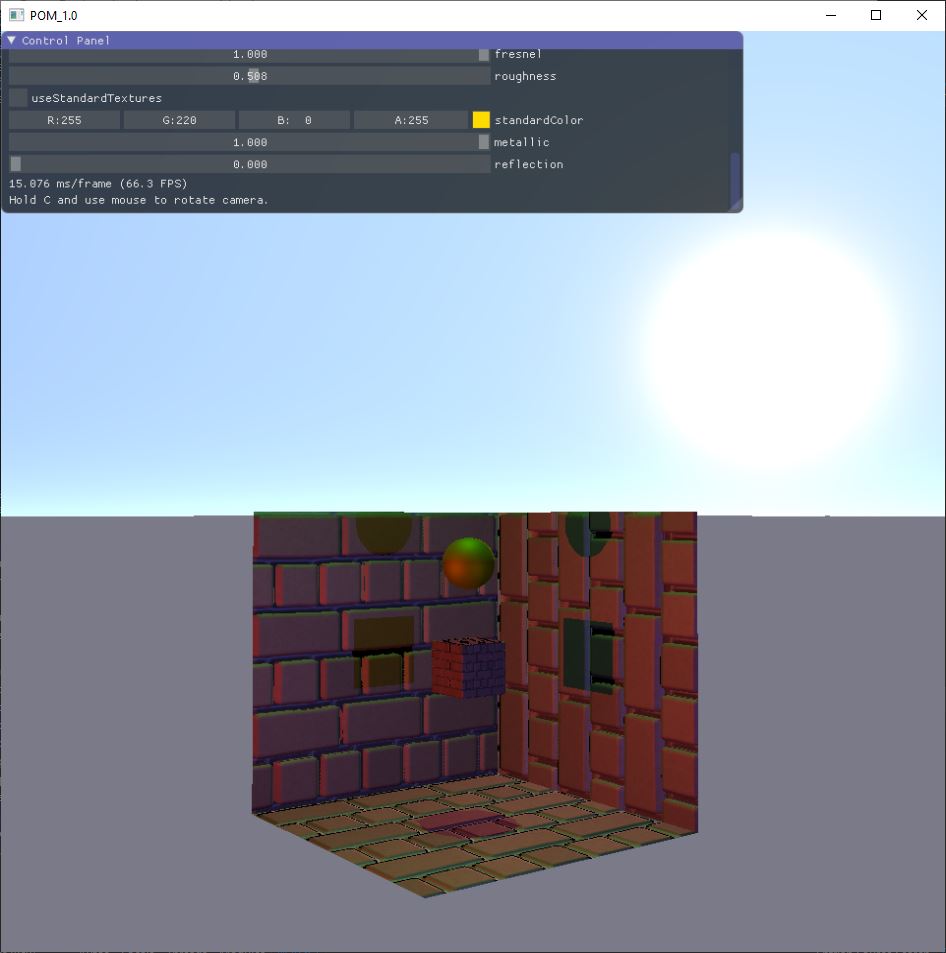 POM_1.0
Control Panel
1.000 fresnel
0.508 roughness
useStandardTextures
R:255 G:220 B: 0 A:255 standardColor
1.000 metallic
0.000 reflection
15.076 ms/frame (66.3 FPS)
Hold C and use mouse to rotate camera.